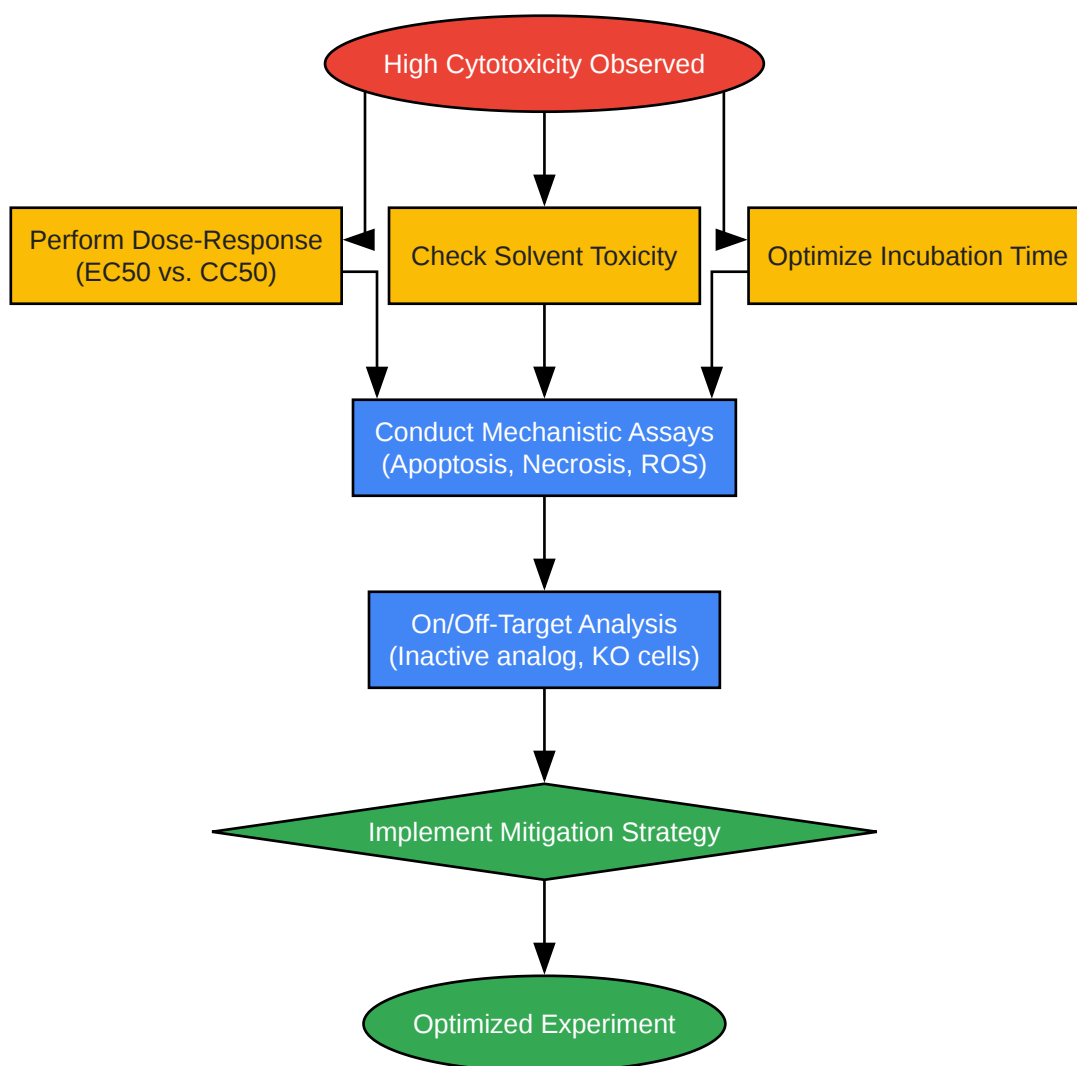 High Cytotoxicity Observed
Perform Dose-Response
(EC50 vs. CC50)
Check Solvent Toxicity
Optimize Incubation Time
Conduct Mechanistic Assays
(Apoptosis, Necrosis, ROS)
On/Off-Target Analysis
(Inactive analog, KO cells)
Implement Mitigation Strategy
Optimized Experiment